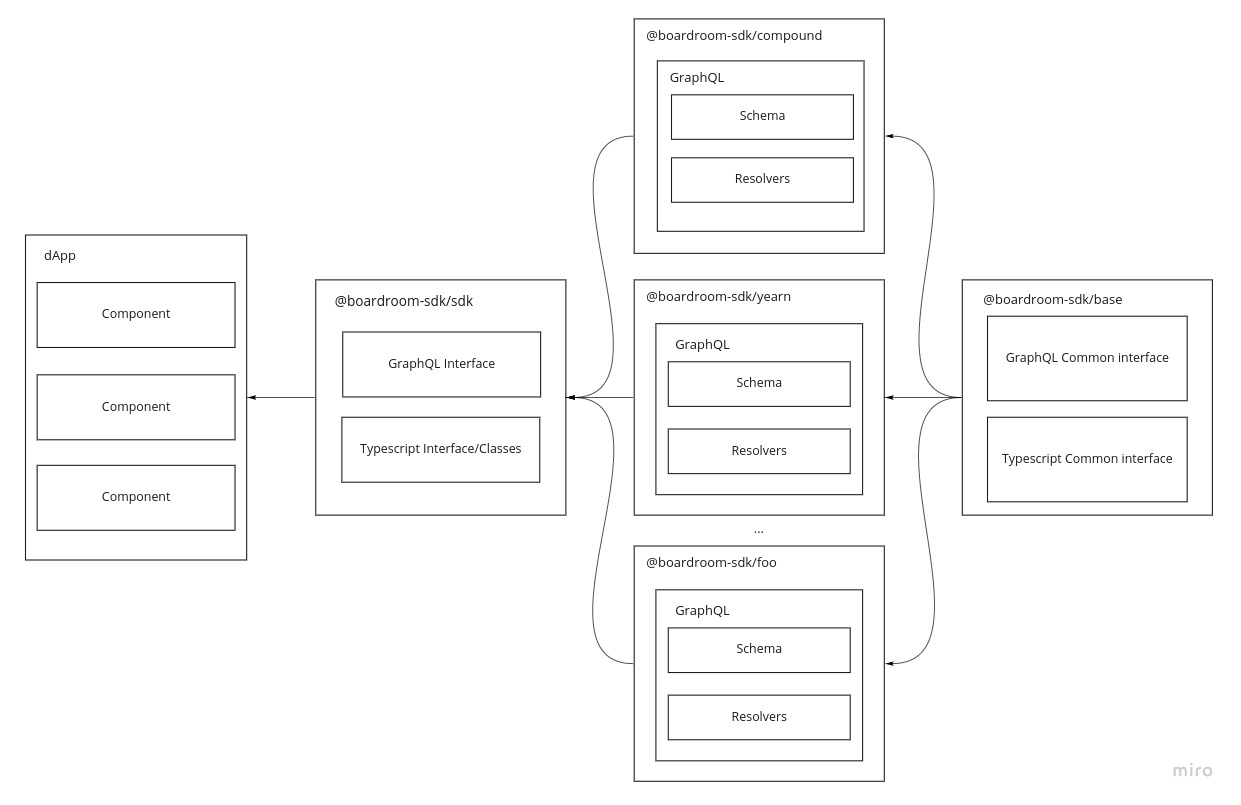 @boardroom-sdk/compound
GraphQL
Schema
Resolvers
dApp
Component
Component
Component
@boardroom-sdk/sdk
GraphQL Interface
Typescript Interface/Classes
@boardroom-sdk/yearn
GraphQL
Schema
Resolvers
...
@boardroom-sdk/foo
GraphQL
Schema
Resolvers
@boardroom-sdk/base
GraphQL Common interface
Typescript Common interface
miro